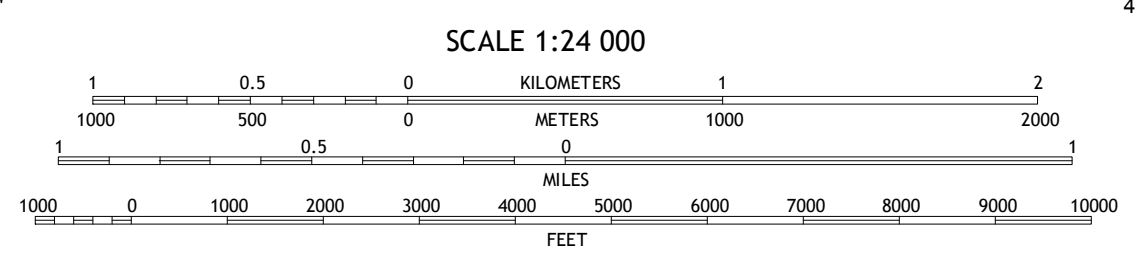 4
SCALE 1:24 000
1 0.5 0 KILOMETERS 1 2
1000 500 0 METERS 1000 2000
1 0.5 0 1
MILES
1000 0 1000 2000 3000 4000 5000 6000 7000 8000 9000 10000
FEET